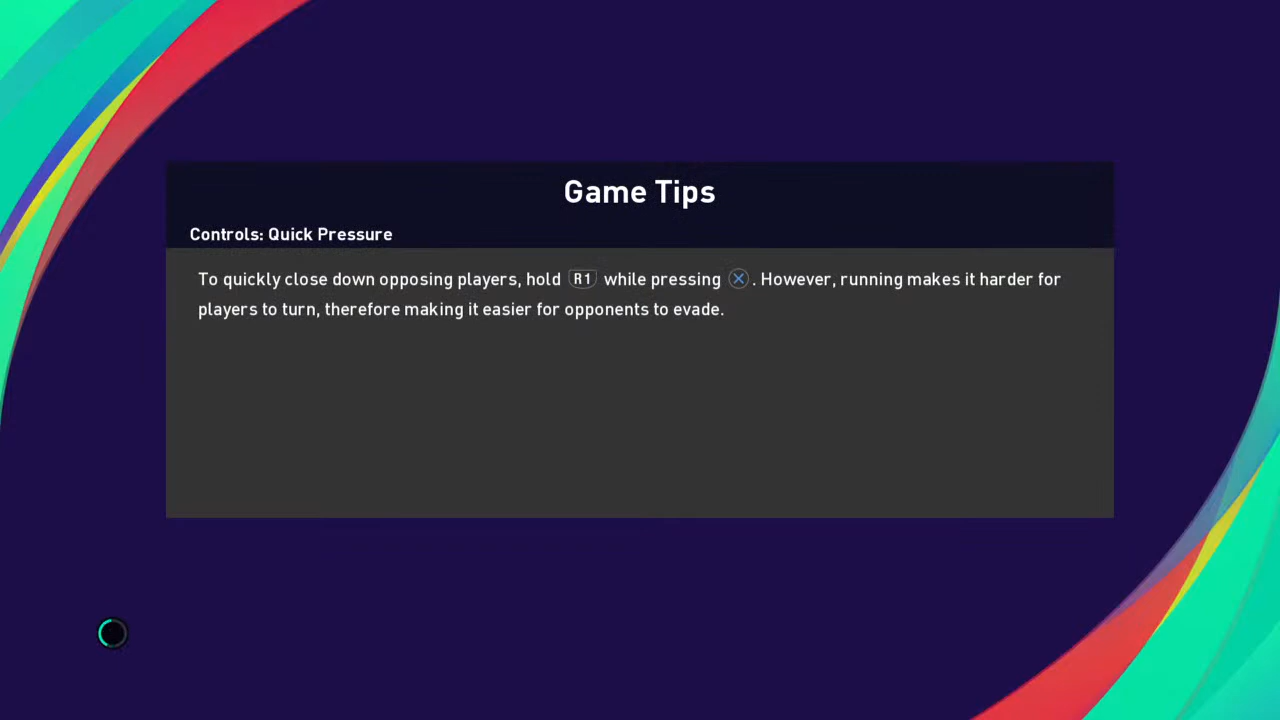 Game Tips
Controls: Quick Pressure
To quickly close down opposing players, hold R1 while pressing ✕. However, running makes it harder for
players to turn, therefore making it easier for opponents to evade.